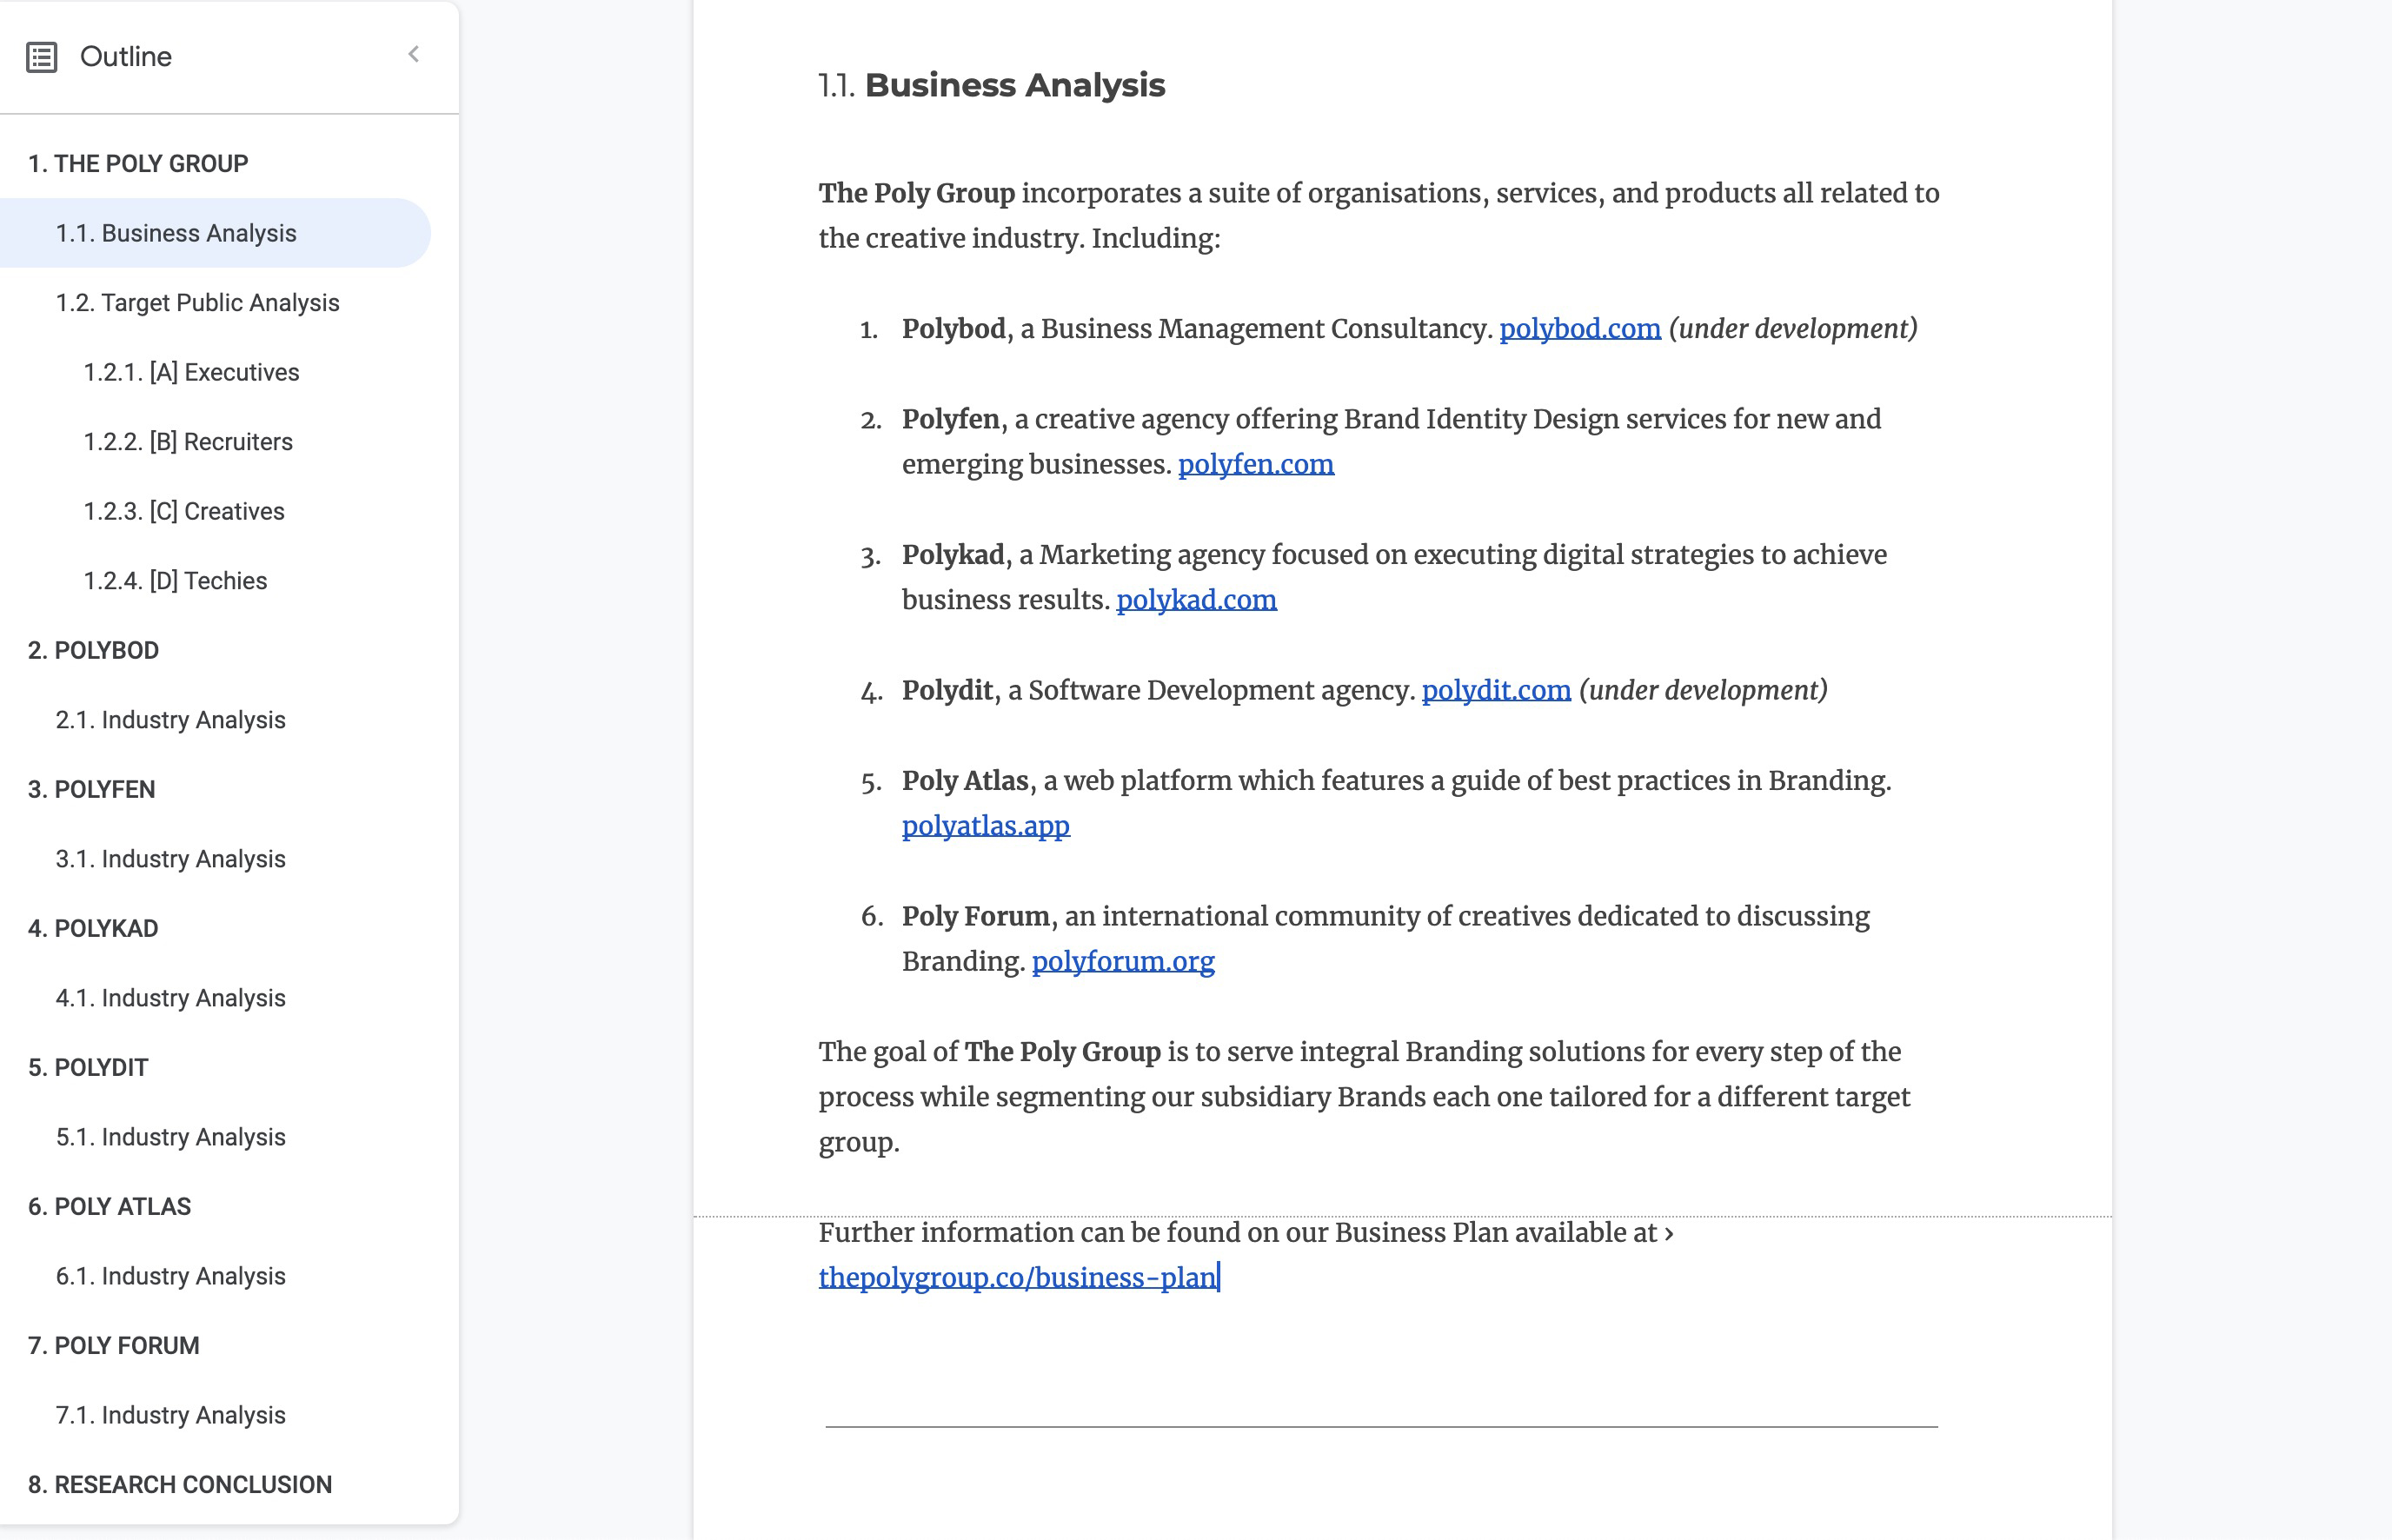 Outline
1. THE POLY GROUP
1.1. Business Analysis
1.2. Target Public Analysis
1.2.1. [A] Executives
1.2.2. [B] Recruiters
1.2.3. [C] Creatives
1.2.4. [D] Techies
2. POLYBOD
2.1. Industry Analysis
3. POLYFEN
3.1. Industry Analysis
4. POLYKAD
4.1. Industry Analysis
5. POLYDIT
5.1. Industry Analysis
6. POLY ATLAS
6.1. Industry Analysis
7. POLY FORUM
7.1. Industry Analysis
8. RESEARCH CONCLUSION
1.1. Business Analysis
The Poly Group incorporates a suite of organisations, services, and products all related to
the creative industry. Including:
1. Polybod, a Business Management Consultancy. polybod.com (under development)
2. Polyfen, a creative agency offering Brand Identity Design services for new and
emerging businesses. polyfen.com
3. Polykad, a Marketing agency focused on executing digital strategies to achieve
business results. polykad.com
4. Polydit, a Software Development agency. polydit.com (under development)
5. Poly Atlas, a web platform which features a guide of best practices in Branding.
polyatlas.app
6. Poly Forum, an international community of creatives dedicated to discussing
Branding. polyforum.org
The goal of The Poly Group is to serve integral Branding solutions for every step of the
process while segmenting our subsidiary Brands each one tailored for a different target
group.
Further information can be found on our Business Plan available at ›
thepolygroup.co/business-plan